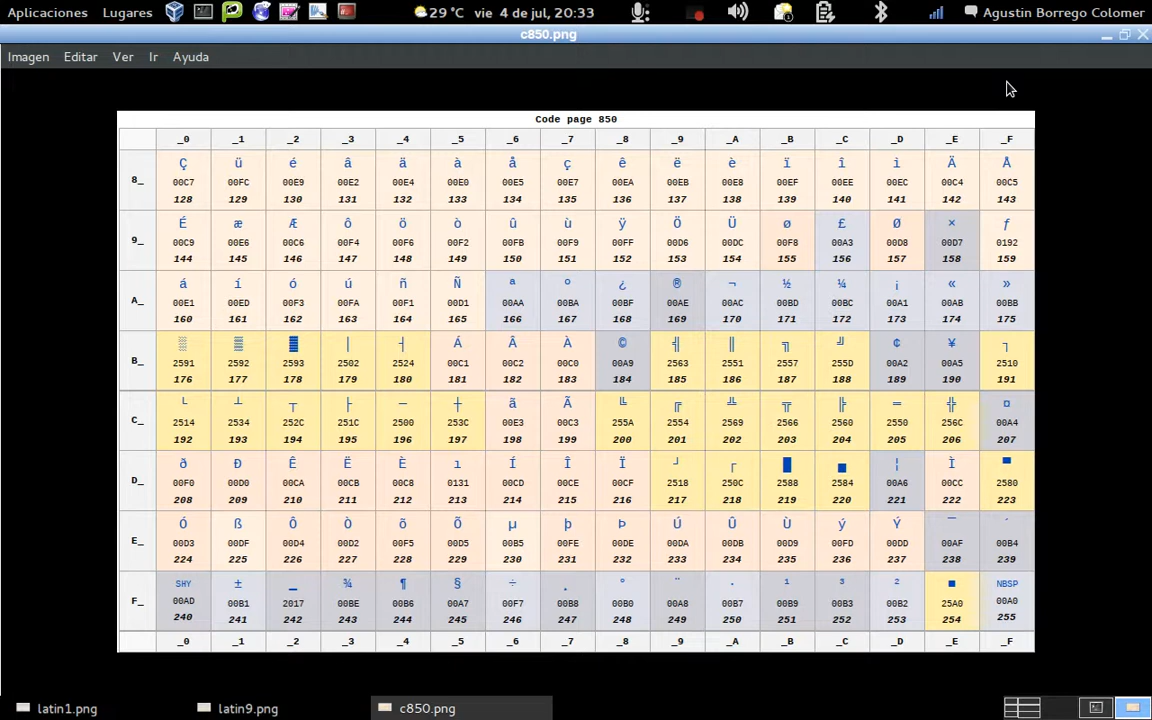 Aplicaciones Lugares 29 °C vie 4 de jul, 20:33 Agustin Borrego Colomer
c850.png
Imagen Editar Ver Ir Ayuda
Code page 850
_0 _1 _2 _3 _4 _5 _6 _7 _8 _9 _A _B _C _D _E _F
Ç ü é â ä à å ç ê ë è ï î ì Ä Å
8_ 00C7 00FC 00E9 00E2 00E4 00E0 00E5 00E7 00EA 00EB 00E8 00EF 00EE 00EC 00C4 00C5
128 129 130 131 132 133 134 135 136 137 138 139 140 141 142 143
É æ Æ ô ö ò û ù ÿ Ö Ü ø £ Ø × ƒ
9_ 00C9 00E6 00C6 00F4 00F6 00F2 00FB 00F9 00FF 00D6 00DC 00F8 00A3 00D8 00D7 0192
144 145 146 147 148 149 150 151 152 153 154 155 156 157 158 159
á í ó ú ñ Ñ ª º ¿ ® ¬ ½ ¼ ¡ « »
A_ 00E1 00ED 00F3 00FA 00F1 00D1 00AA 00BA 00BF 00AE 00AC 00BD 00BC 00A1 00AB 00BB
160 161 162 163 164 165 166 167 168 169 170 171 172 173 174 175
░ ▒ ▓ │ ┤ Á Â À © ╣ ║ ╗ ╝ ¢ ¥ ┐
B_ 2591 2592 2593 2502 2524 00C1 00C2 00C0 00A9 2563 2551 2557 255D 00A2 00A5 2510
176 177 178 179 180 181 182 183 184 185 186 187 188 189 190 191
└ ┴ ┬ ├ ─ ┼ ã Ã ╚ ╔ ╩ ╦ ╠ ═ ╬ ¤
C_ 2514 2534 252C 251C 2500 253C 00E3 00C3 255A 2554 2569 2566 2560 2550 256C 00A4
192 193 194 195 196 197 198 199 200 201 202 203 204 205 206 207
ð Ð Ê Ë È ı Í Î Ï ┘ ┌ █ ▄ ¦ Ì ▀
D_ 00F0 00D0 00CA 00CB 00C8 0131 00CD 00CE 00CF 2518 250C 2588 2584 00A6 00CC 2580
208 209 210 211 212 213 214 215 216 217 218 219 220 221 222 223
Ó ß Ô Ò õ Õ µ þ Þ Ú Û Ù ý Ý ¯ ´
E_ 00D3 00DF 00D4 00D2 00F5 00D5 00B5 00FE 00DE 00DA 00DB 00D9 00FD 00DD 00AF 00B4
224 225 226 227 228 229 230 231 232 233 234 235 236 237 238 239
SHY ± ‗ ¾ ¶ § ÷ ¸ ° ¨ · ¹ ³ ² ■ NBSP
F_ 00AD 00B1 2017 00BE 00B6 00A7 00F7 00B8 00B0 00A8 00B7 00B9 00B3 00B2 25A0 00A0
240 241 242 243 244 245 246 247 248 249 250 251 252 253 254 255
_0 _1 _2 _3 _4 _5 _6 _7 _8 _9 _A _B _C _D _E _F
latin1.png latin9.png c850.png